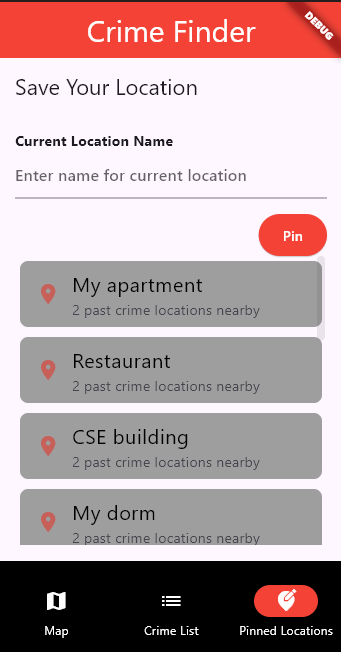 Crime Finder
DEBUG
Save Your Location
Current Location Name
Enter name for current location
Pin
My apartment
2 past crime locations nearby
Restaurant
2 past crime locations nearby
CSE building
2 past crime locations nearby
My dorm
2 past crime locations nearby
Map
Crime List
Pinned Locations